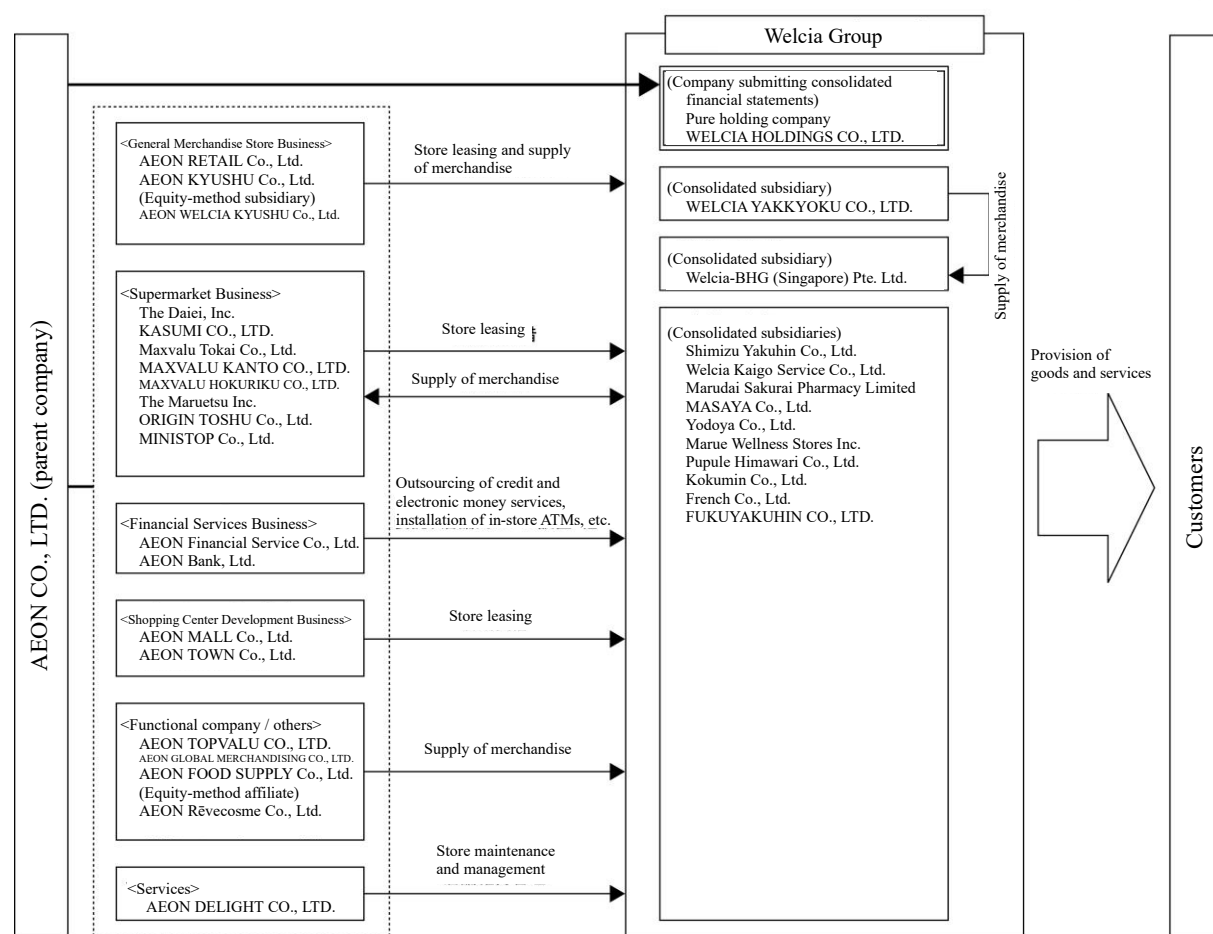 AEON CO., LTD. (parent company)
<General Merchandise Store Business>
AEON RETAIL Co., Ltd.
AEON KYUSHU Co., Ltd.
(Equity-method subsidiary)
AEON WELCIA KYUSHU Co., Ltd.
<Supermarket Business>
The Daiei, Inc.
KASUMI CO., LTD.
Maxvalu Tokai Co., Ltd.
MAXVALU KANTO CO., LTD.
MAXVALU HOKURIKU CO., LTD.
The Maruetsu Inc.
ORIGIN TOSHU Co., Ltd.
MINISTOP Co., Ltd.
<Financial Services Business>
AEON Financial Service Co., Ltd.
AEON Bank, Ltd.
<Shopping Center Development Business>
AEON MALL Co., Ltd.
AEON TOWN Co., Ltd.
<Functional company / others>
AEON TOPVALU CO., LTD.
AEON GLOBAL MERCHANDISING CO., LTD.
AEON FOOD SUPPLY Co., Ltd.
(Equity-method affiliate)
AEON Rēvecosme Co., Ltd.
<Services>
AEON DELIGHT CO., LTD.
Store leasing and supply
of merchandise
Store leasing
Supply of merchandise
Outsourcing of credit and
electronic money services,
installation of in-store ATMs, etc.
Store leasing
Supply of merchandise
Store maintenance
and management
Welcia Group
(Company submitting consolidated
financial statements)
Pure holding company
WELCIA HOLDINGS CO., LTD.
(Consolidated subsidiary)
WELCIA YAKKYOKU CO., LTD.
(Consolidated subsidiary)
Welcia-BHG (Singapore) Pte. Ltd.
Supply of merchandise
(Consolidated subsidiaries)
Shimizu Yakuhin Co., Ltd.
Welcia Kaigo Service Co., Ltd.
Marudai Sakurai Pharmacy Limited
MASAYA Co., Ltd.
Yodoya Co., Ltd.
Marue Wellness Stores Inc.
Pupule Himawari Co., Ltd.
Kokumin Co., Ltd.
French Co., Ltd.
FUKUYAKUHIN CO., LTD.
Provision of
goods and services
Customers